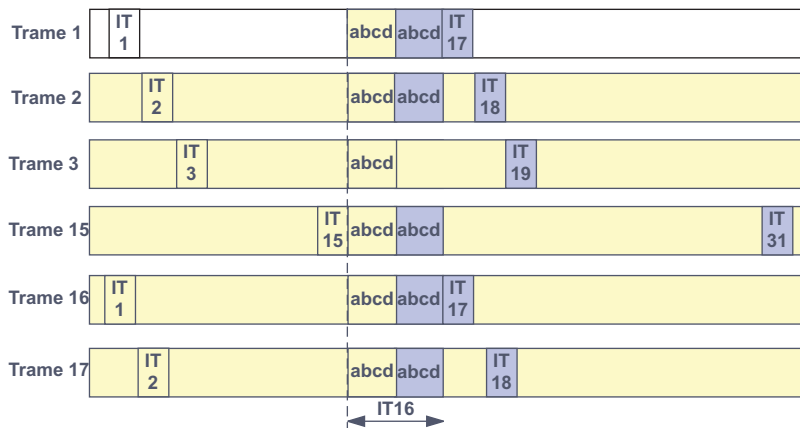 Trame 1 IT 1 abcd abcd IT 17
Trame 2 IT 2 abcd abcd IT 18
Trame 3 IT 3 abcd IT 19
Trame 15 IT 15 abcd abcd IT 31
Trame 16 IT 1 abcd abcd IT 17
Trame 17 IT 2 abcd abcd IT 18
IT16